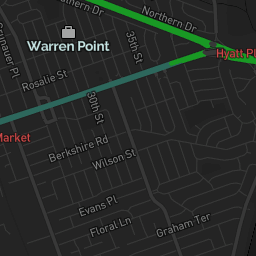 Northern Dr
Warren Point
35th St
Hyatt Pl
Rosalie St
30th St
Market
Berkshire Rd
Wilson St
Evans Pl
Floral Ln
Graham Ter